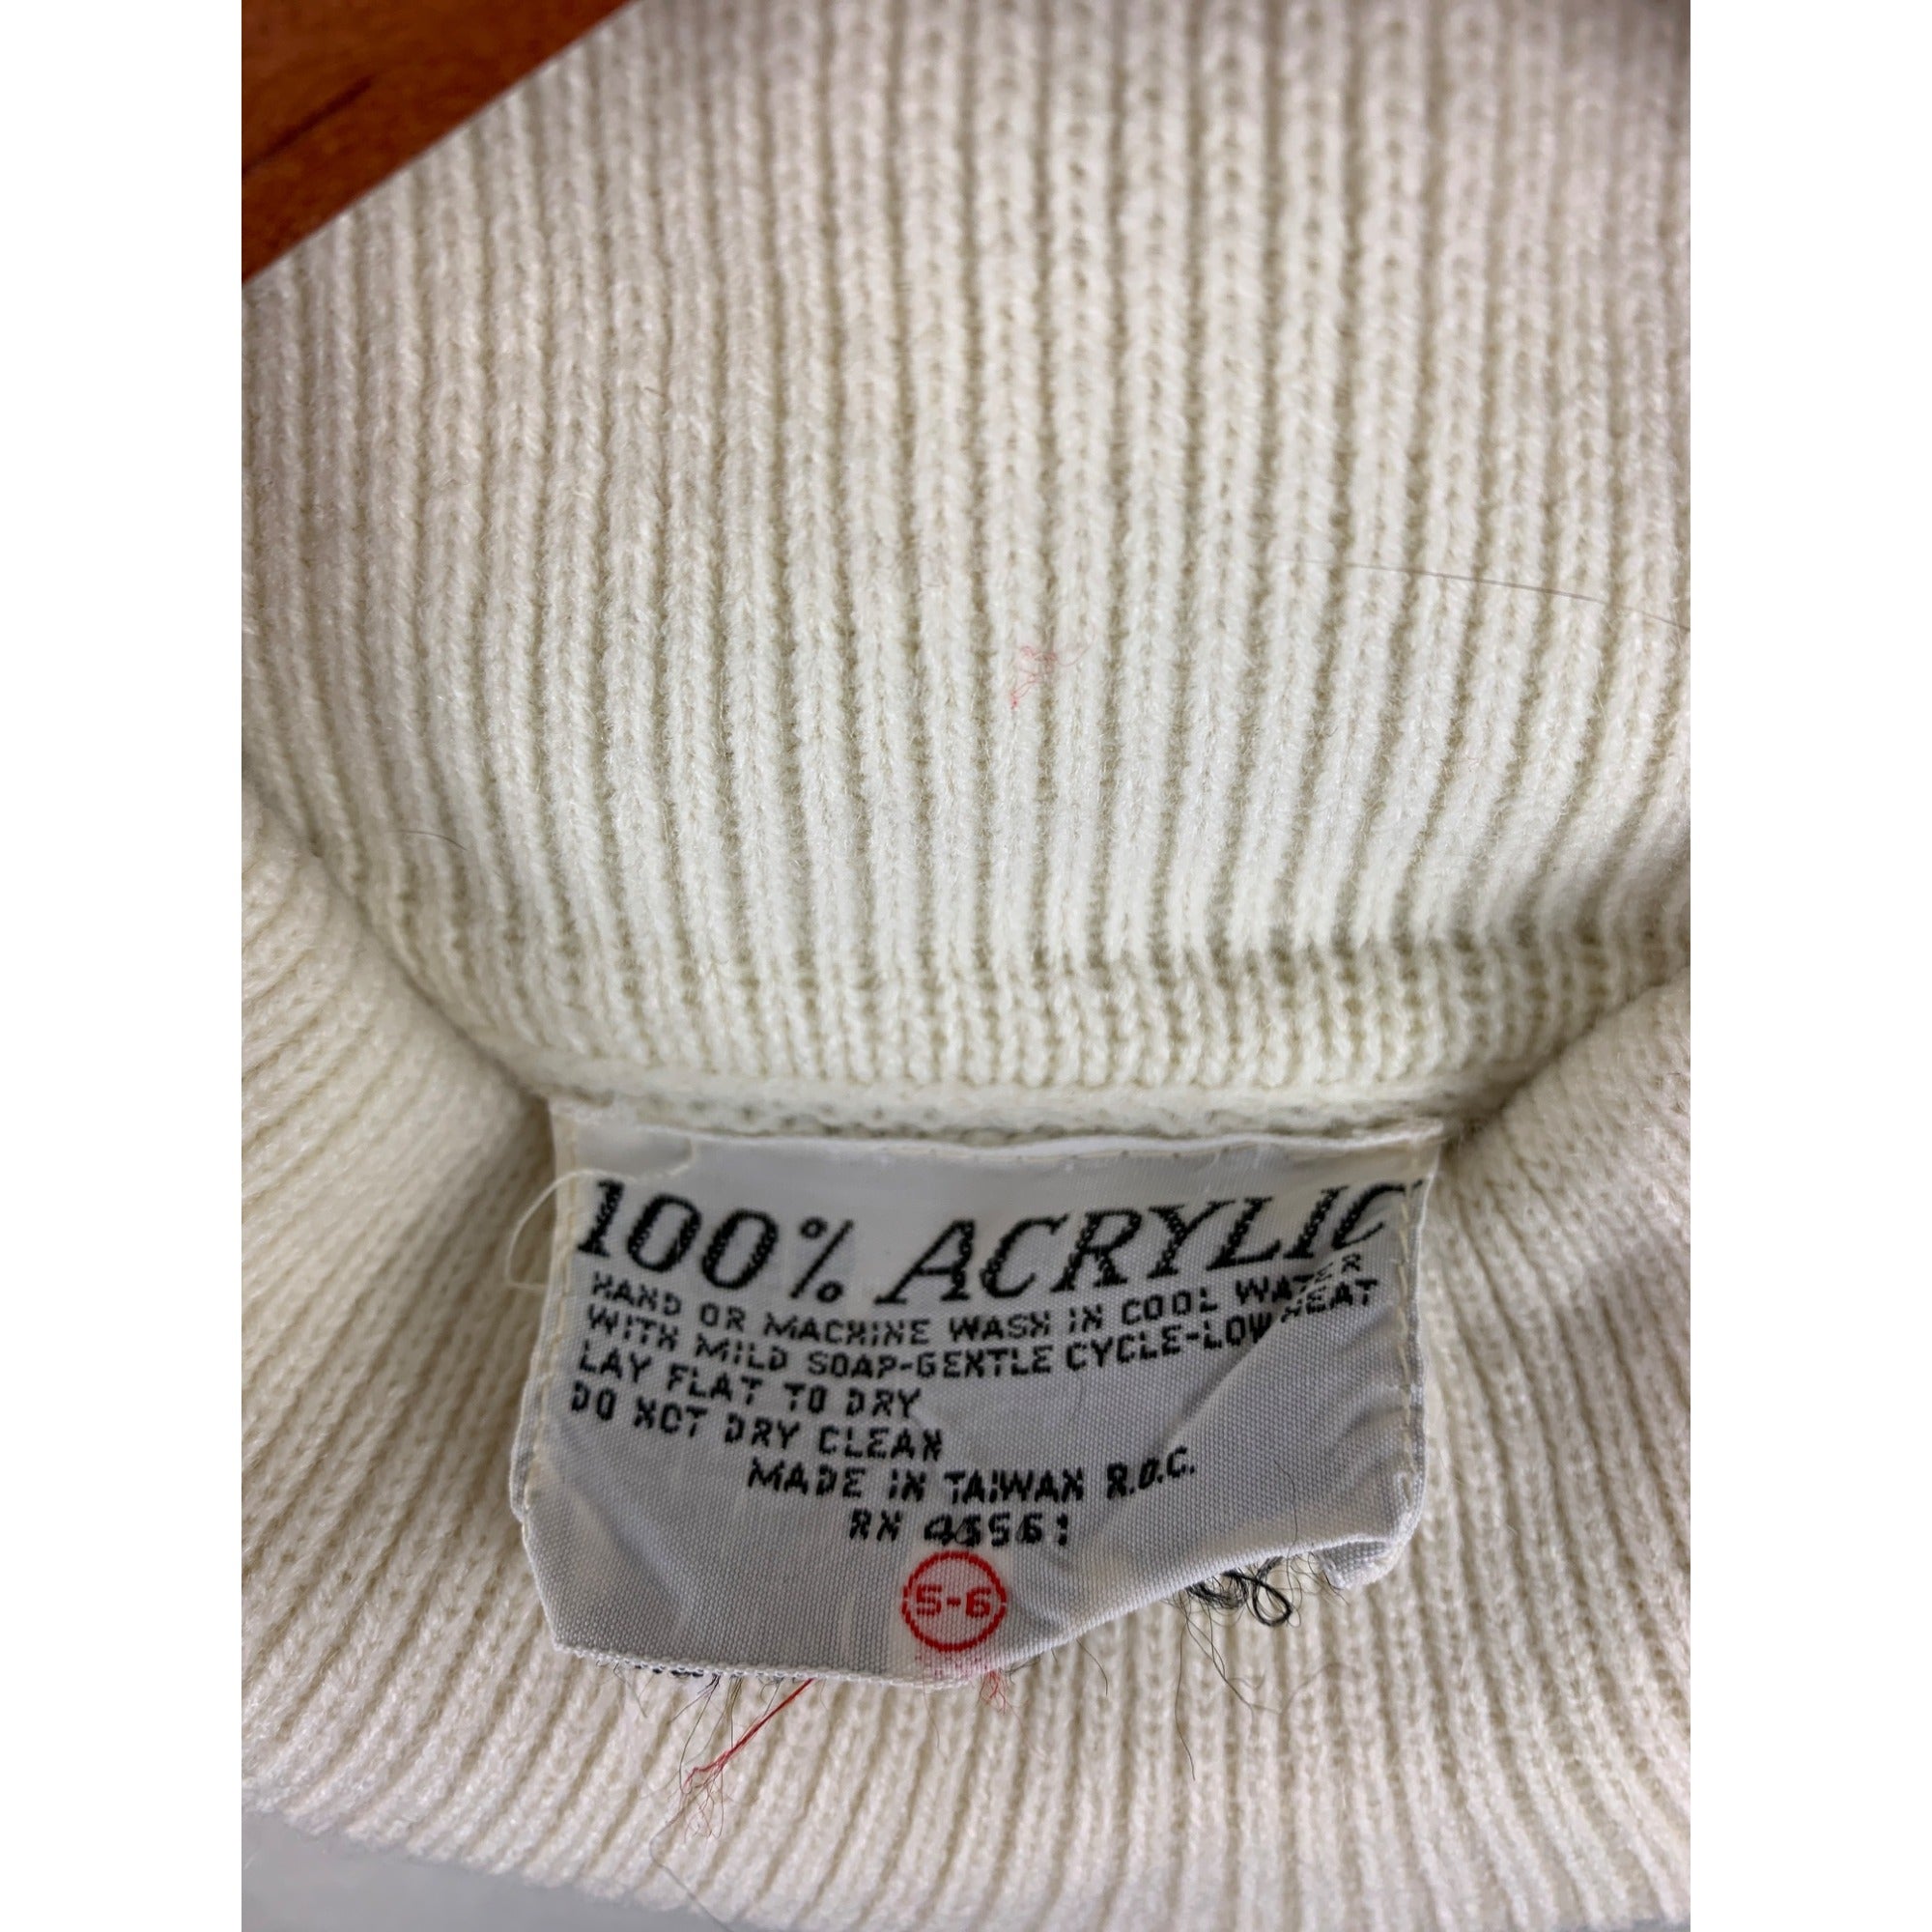 100% ACRYLIC
HAND OR MACHINE WASH IN COOL WATER
WITH MILD SOAP-GENTLE CYCLE-LOW HEAT
LAY FLAT TO DRY
DO NOT DRY CLEAN
MADE IN TAIWAN R.O.C.
RN
5-6